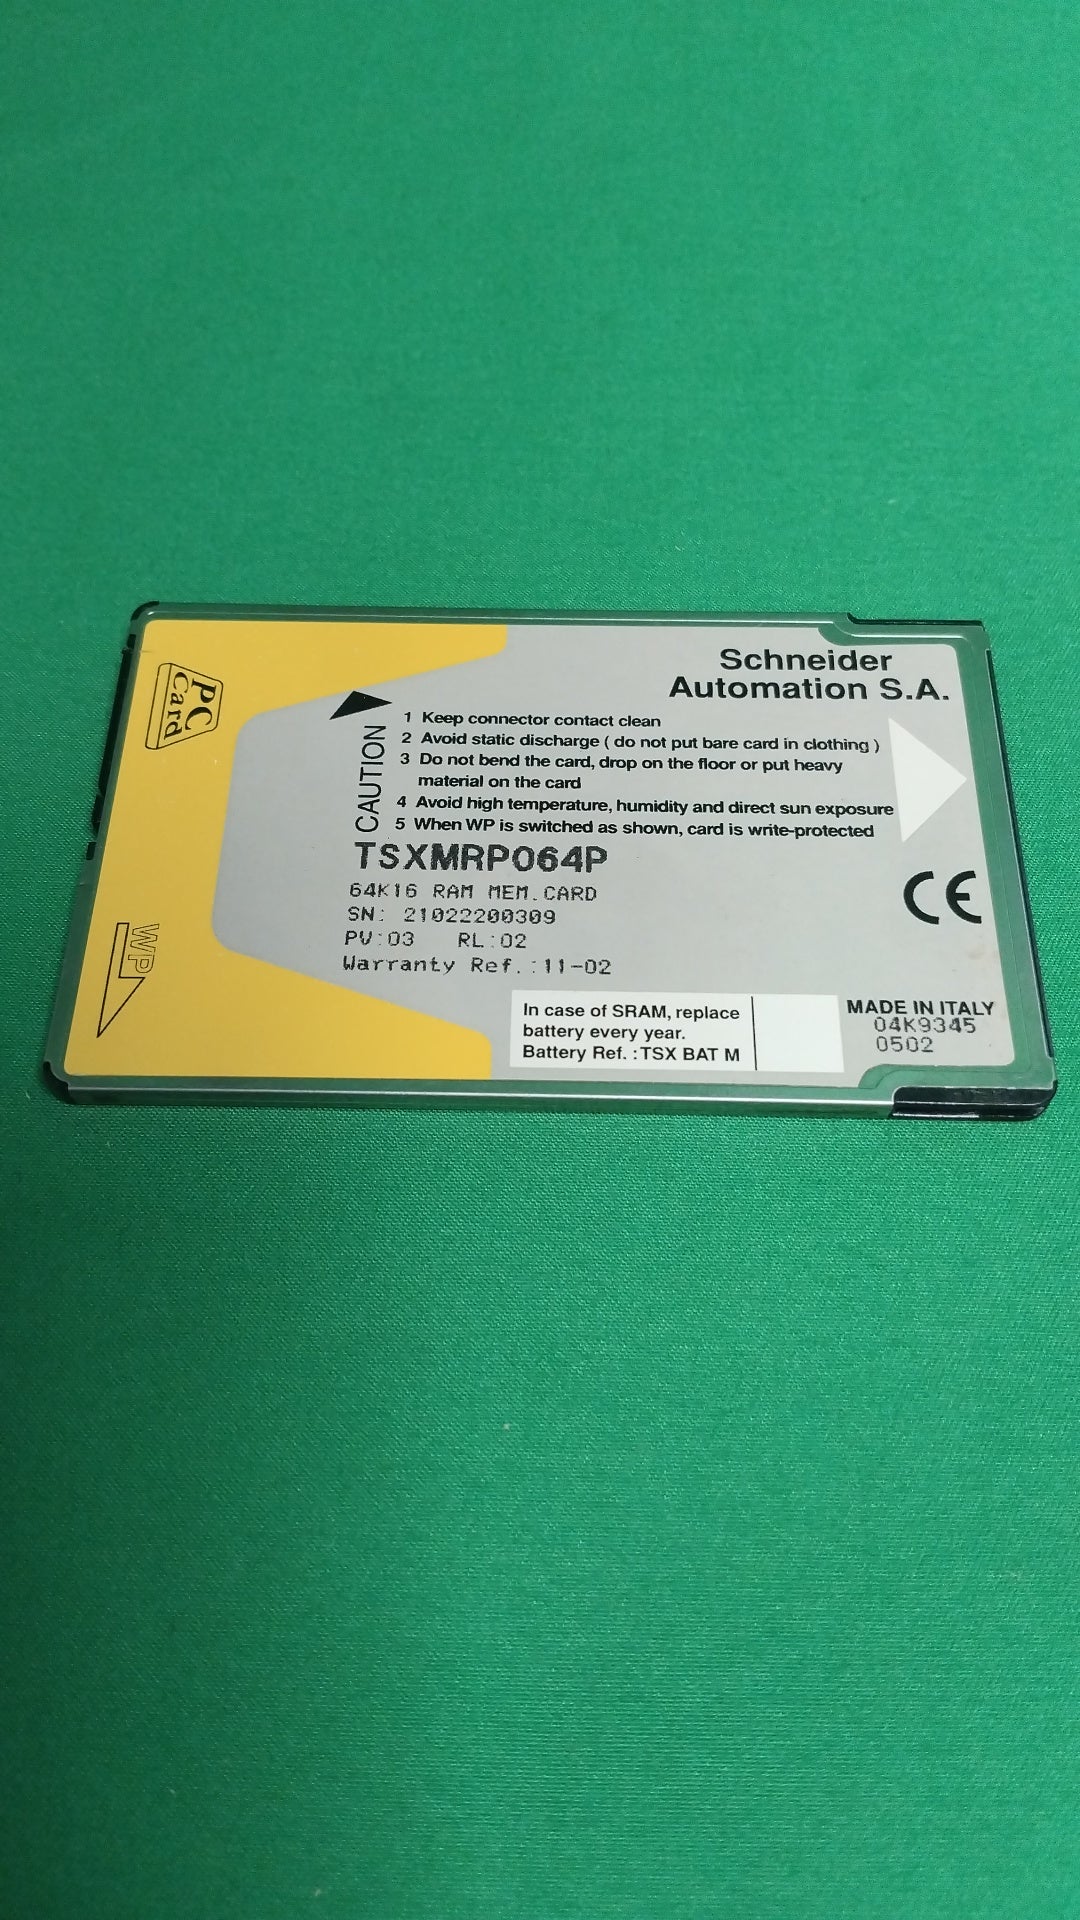 PC
Card
Schneider
Automation S.A.
CAUTION
1 Keep connector contact clean
2 Avoid static discharge ( do not put bare card in clothing )
3 Do not bend the card, drop on the floor or put heavy
material on the card
4 Avoid high temperature, humidity and direct sun exposure
5 When WP is switched as shown, card is write-protected
TSXMRP064P
64K16 RAM MEM.CARD
SN: 21022200309
PV:03 RL:02
Warranty Ref.:11-02
CE
WP
In case of SRAM, replace
battery every year.
Battery Ref. : TSX BAT M
MADE IN ITALY
04K9345
0502